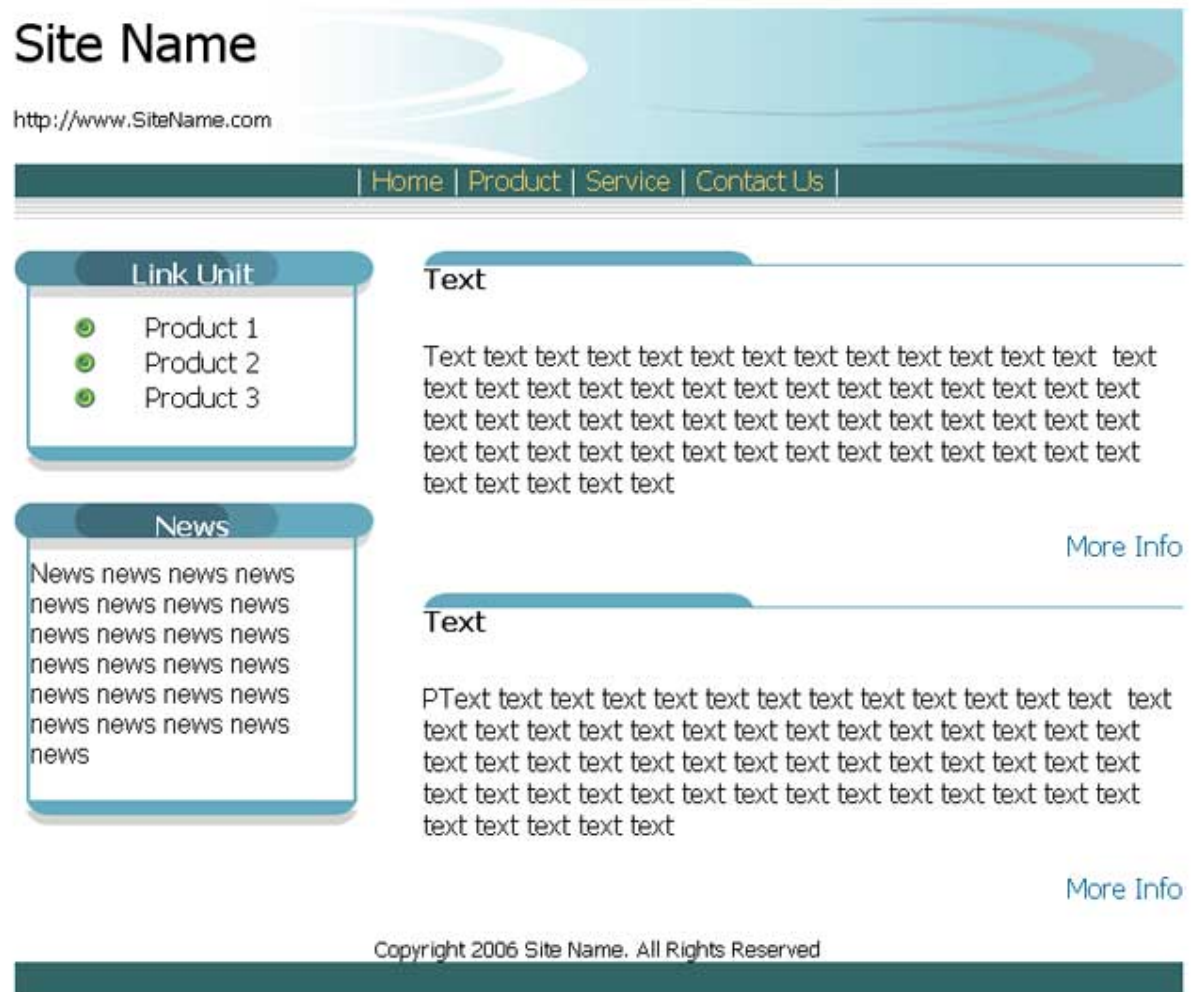 Site Name
http://www.SiteName.com
| Home | Product | Service | Contact Us |
Link Unit
Product 1
Product 2
Product 3
News
News news news news
news news news news
news news news news
news news news news
news news news news
news news news news
news
Text
Text text text text text text text text text text text text text text
text text text text text text text text text text text text text text
text text text text text text text text text text text text text text
text text text text text text text text text text text text text text
text text text text text
More Info
Text
PText text text text text text text text text text text text text text
text text text text text text text text text text text text text text
text text text text text text text text text text text text text text
text text text text text text text text text text text text text text
text text text text text
More Info
Copyright 2006 Site Name. All Rights Reserved